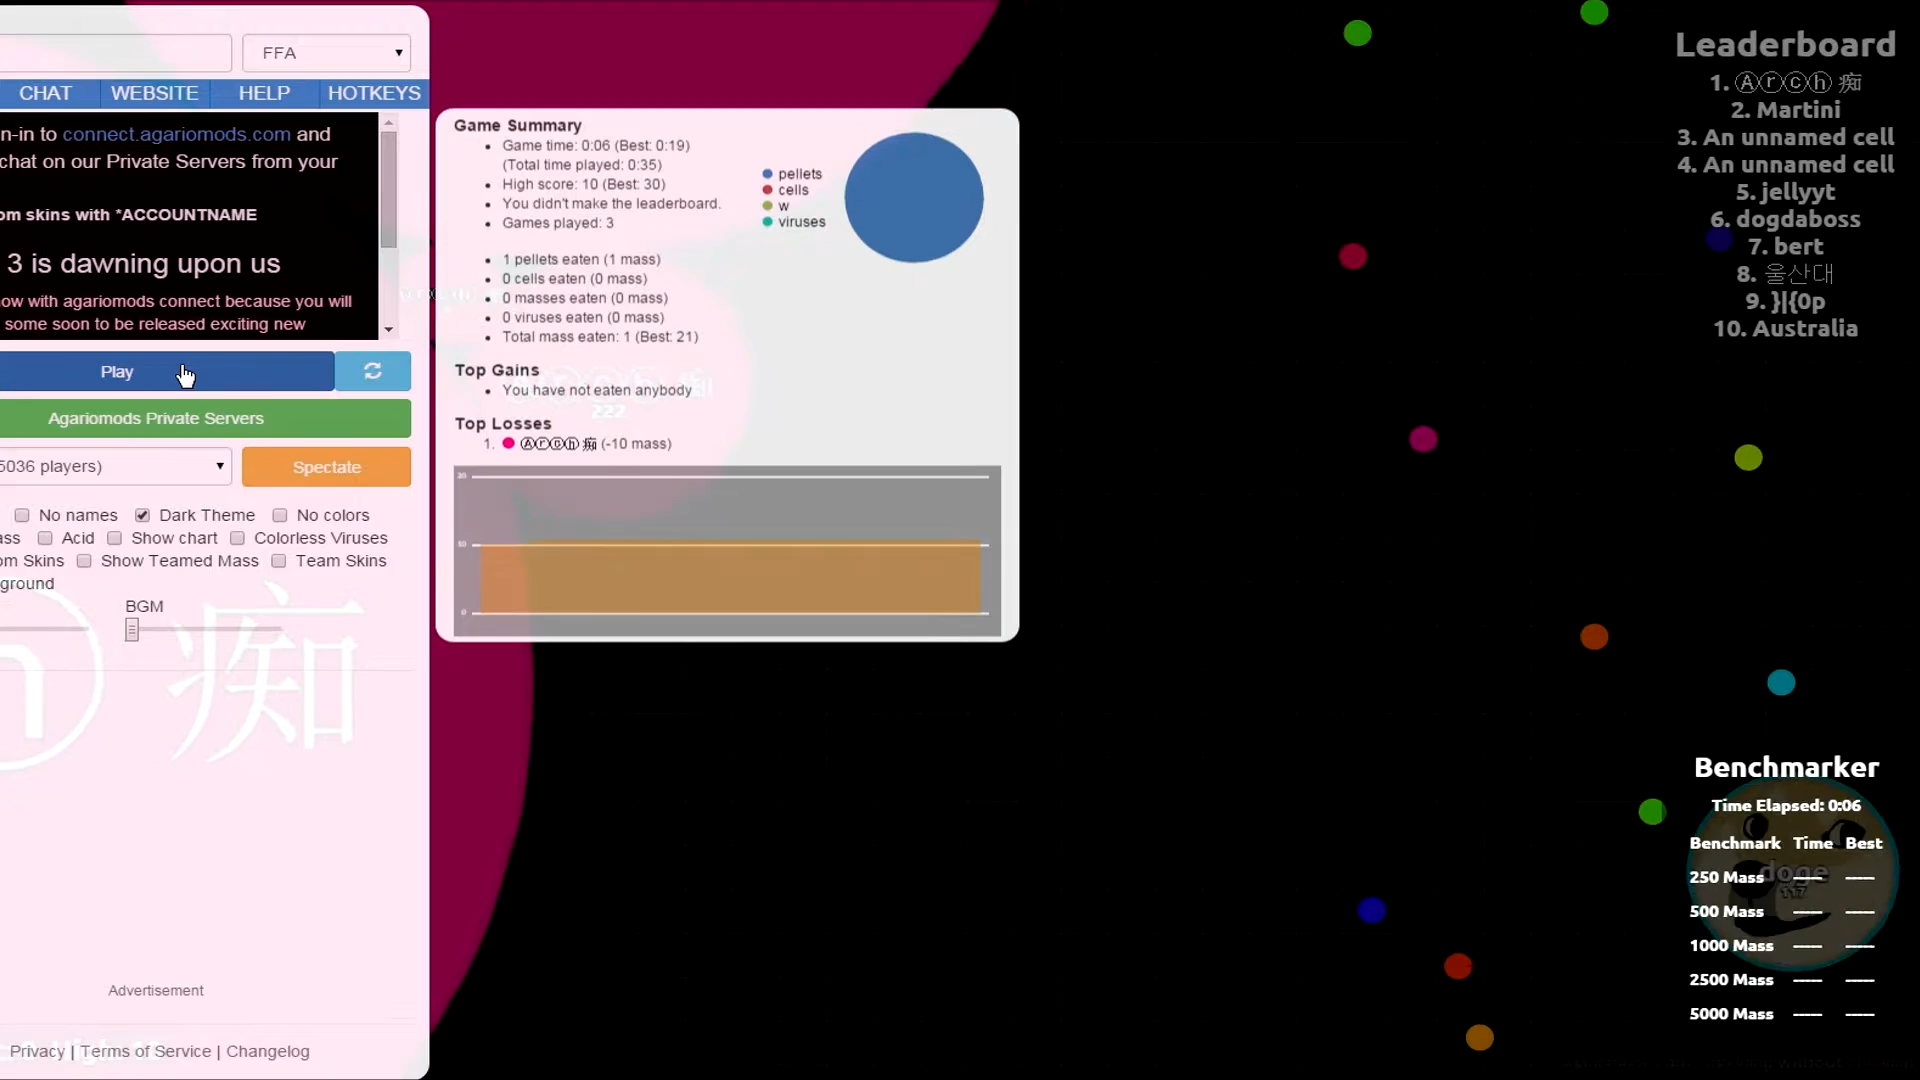 FFA
CHAT WEBSITE HELP HOTKEYS
n-in to connect.agariomods.com and
chat on our Private Servers from your
om skins with *ACCOUNTNAME
3 is dawning upon us
ow with agariomods connect because you will
some soon to be released exciting new
Play
Agariomods Private Servers
5036 players)
Spectate
No names Dark Theme No colors
ass Acid Show chart Colorless Viruses
om Skins Show Teamed Mass Team Skins
ground
BGM
ⓗ 痴
Advertisement
Privacy | Terms of Service | Changelog
Game Summary
Game time: 0:06 (Best: 0:19)
(Total time played: 0:35)
High score: 10 (Best: 30)
You didn't make the leaderboard.
Games played: 3
pellets
cells
w
viruses
1 pellets eaten (1 mass)
0 cells eaten (0 mass)
0 masses eaten (0 mass)
0 viruses eaten (0 mass)
Total mass eaten: 1 (Best: 21)
Top Gains
You have not eaten anybody
222
Top Losses
1. Ⓐⓡⓒⓗ 痴 (-10 mass)
Leaderboard
1. Ⓐⓡⓒⓗ 痴
2. Martini
3. An unnamed cell
4. An unnamed cell
5. jellyyt
6. dogdaboss
7. bert
8. 울산대
9. }|{0p
10. Australia
Benchmarker
Time Elapsed: 0:06
Benchmark Time Best
250 Mass ----- -----
doge
117
500 Mass ----- -----
1000 Mass ----- -----
2500 Mass ----- -----
5000 Mass ----- -----